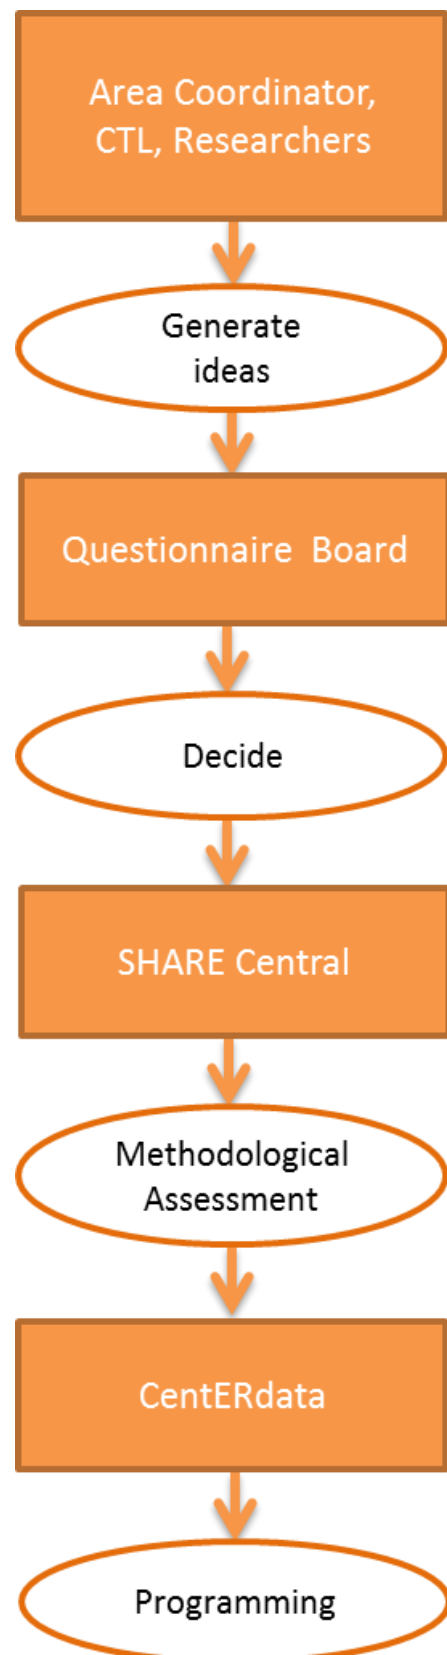 Area Coordinator,
CTL, Researchers
Generate
ideas
Questionnaire Board
Decide
SHARE Central
Methodological
Assessment
CentERdata
Programming